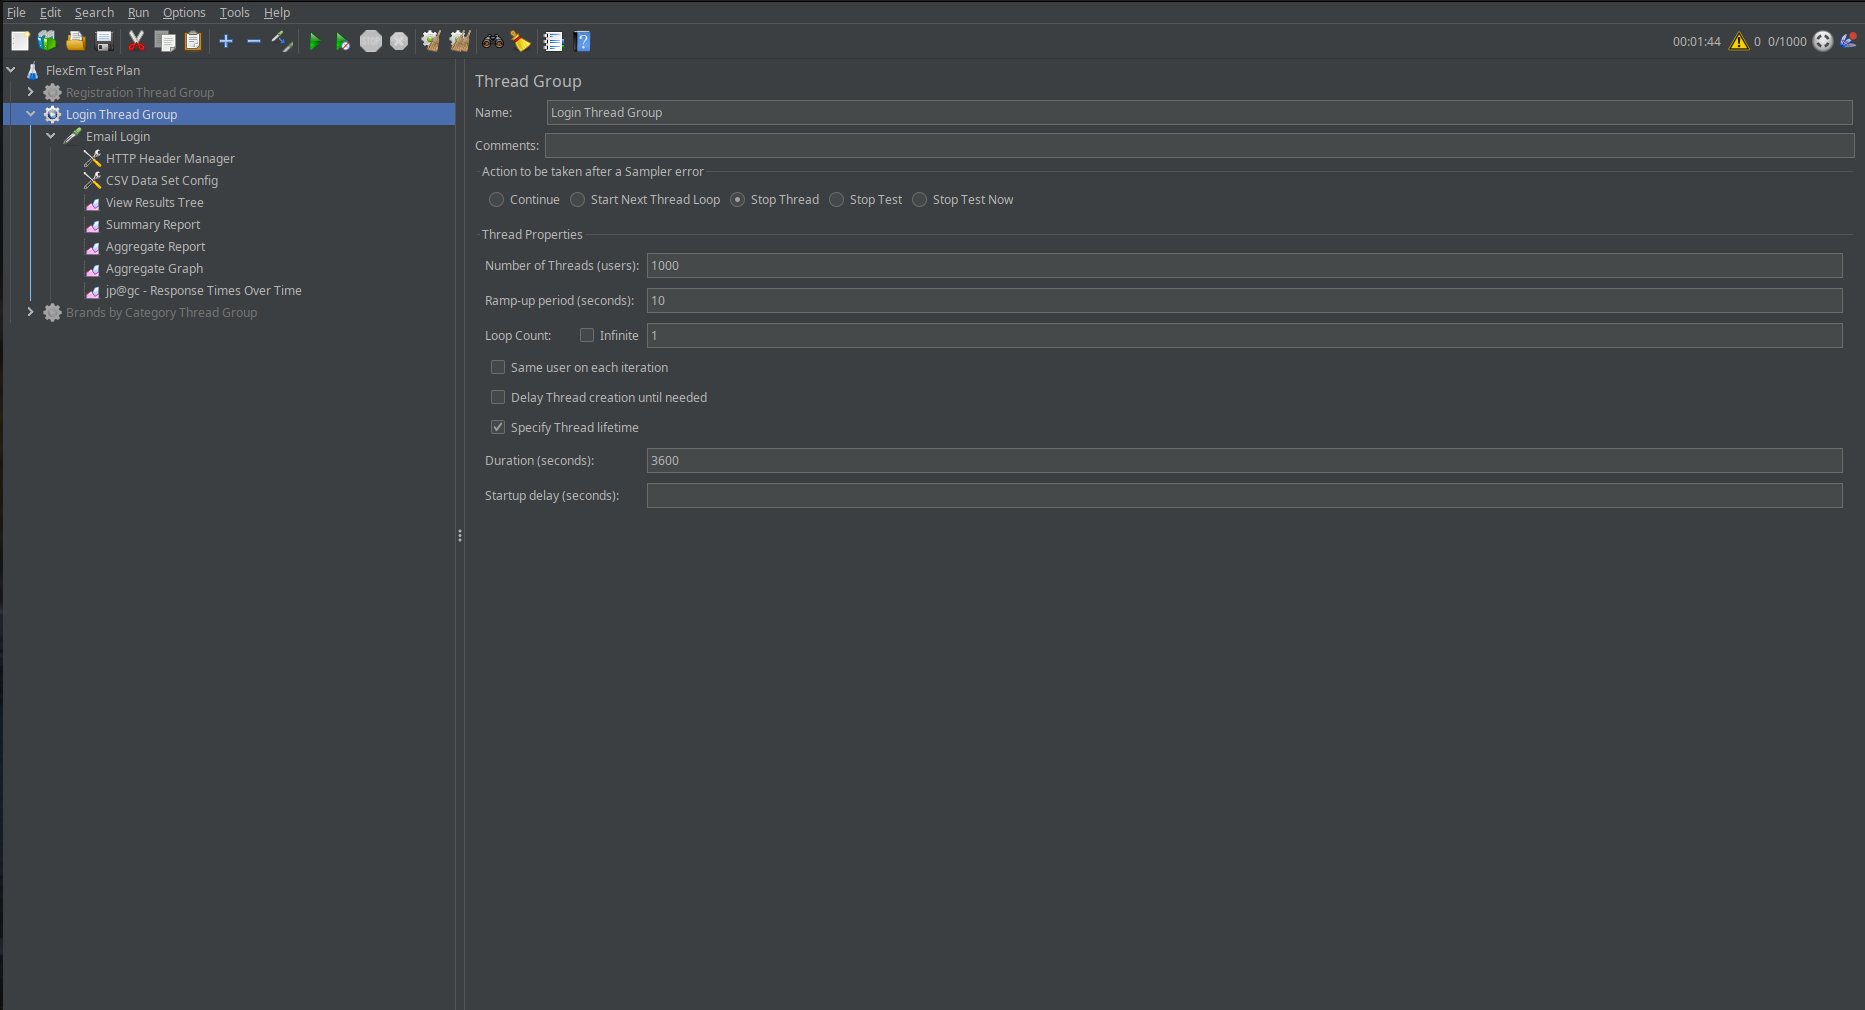 File Edit Search Run Options Tools Help
00:01:44 0 0/1000
FlexEm Test Plan
Registration Thread Group
Login Thread Group
Email Login
HTTP Header Manager
CSV Data Set Config
View Results Tree
Summary Report
Aggregate Report
Aggregate Graph
jp@gc - Response Times Over Time
Brands by Category Thread Group
Thread Group
Name: Login Thread Group
Comments:
Action to be taken after a Sampler error
Continue Start Next Thread Loop Stop Thread Stop Test Stop Test Now
Thread Properties
Number of Threads (users): 1000
Ramp-up period (seconds): 10
Loop Count: Infinite 1
Same user on each iteration
Delay Thread creation until needed
Specify Thread lifetime
Duration (seconds): 3600
Startup delay (seconds):